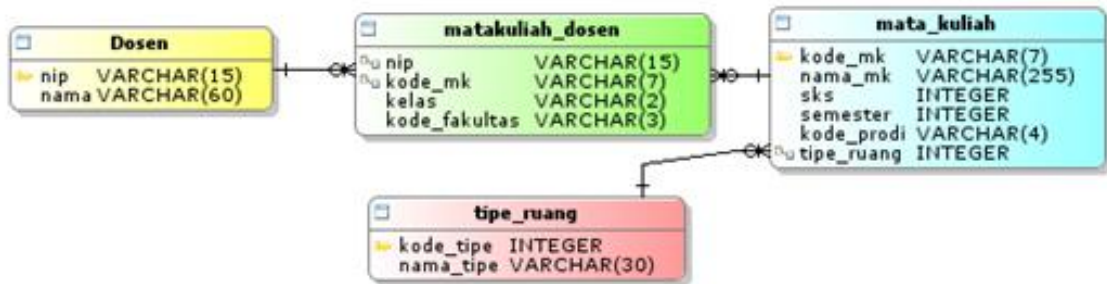 Dosen
nip VARCHAR(15)
nama VARCHAR(60)
matakuliah_dosen
nip VARCHAR(15)
kode_mk VARCHAR(7)
kelas VARCHAR(2)
kode_fakultas VARCHAR(3)
mata_kuliah
kode_mk VARCHAR(7)
nama_mk VARCHAR(255)
sks INTEGER
semester INTEGER
kode_prodi VARCHAR(4)
tipe_ruang INTEGER
tipe_ruang
kode_tipe INTEGER
nama_tipe VARCHAR(30)